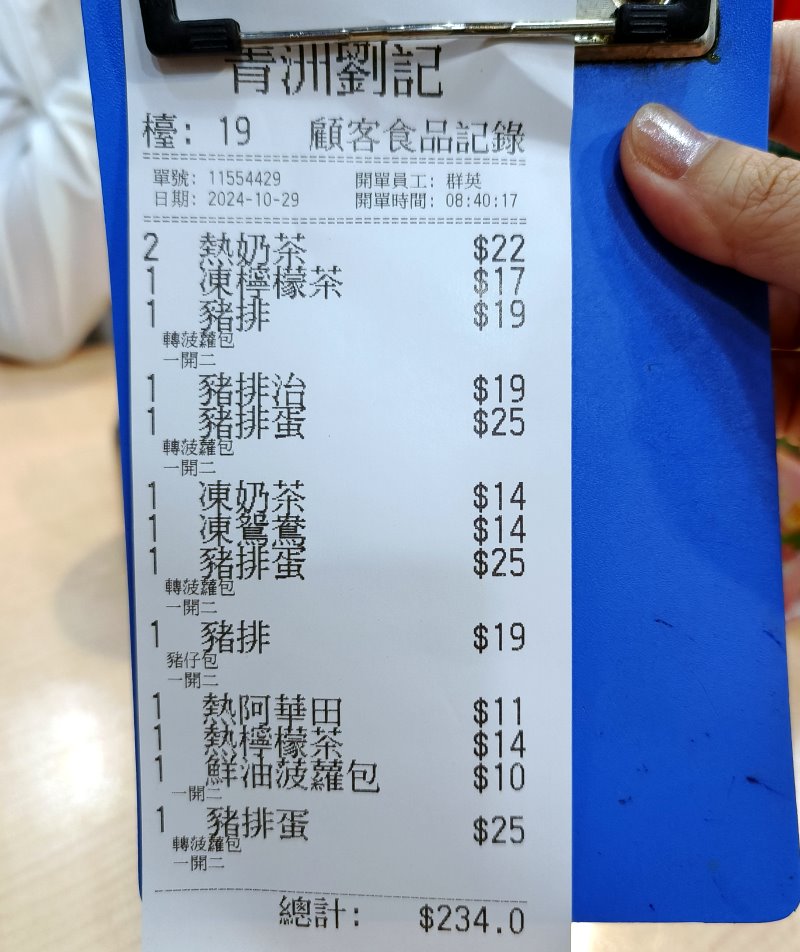 青洲劉記
檯: 19 顧客食品記錄
單號: 11554429 開單員工: 群英
日期: 2024-10-29 開單時間: 08:40:17
2 熱奶茶 $22
1 凍檸檬茶 $17
1 豬排 $19
轉菠蘿包
一開二
1 豬排治 $19
1 豬排蛋 $25
轉菠蘿包
一開二
1 凍奶茶 $14
1 凍鴛鴦 $14
1 豬排蛋 $25
轉菠蘿包
一開二
1 豬排 $19
豬仔包
一開二
1 熱阿華田 $11
1 熱檸檬茶 $14
1 鮮油菠蘿包 $10
一開二
1 豬排蛋 $25
轉菠蘿包
一開二
總計: $234.0